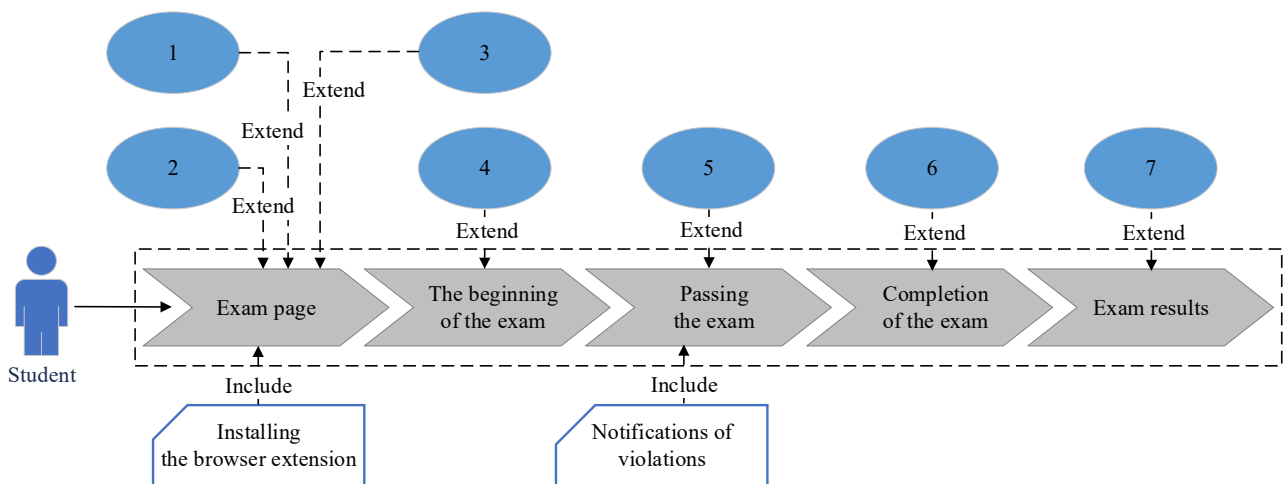 1
3
Extend
Extend
2
4
5
6
7
Extend
Extend
Extend
Extend
Extend
Exam page
The beginning
of the exam
Passing
the exam
Completion
of the exam
Exam results
Student
Include
Include
Installing
the browser extension
Notifications of
violations